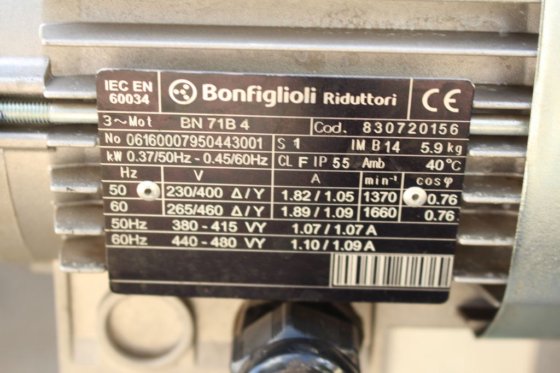 IEC EN 60034 Bonfiglioli Riduttori CE
3~Mot BN 71B 4 Cod. 830720156
No 06160007950443001 S 1 IM B14 5.9 kg
kW 0.37/50Hz - 0.45/60Hz CL F IP 55 Amb 40°C
Hz V A min⁻¹ cosφ
50 230/400 Δ/Y 1.82 / 1.05 1370 0.76
60 265/460 Δ/Y 1.89 / 1.09 1660 0.76
50Hz 380 - 415 VY 1.07 / 1.07 A
60Hz 440 - 480 VY 1.10 / 1.09 A